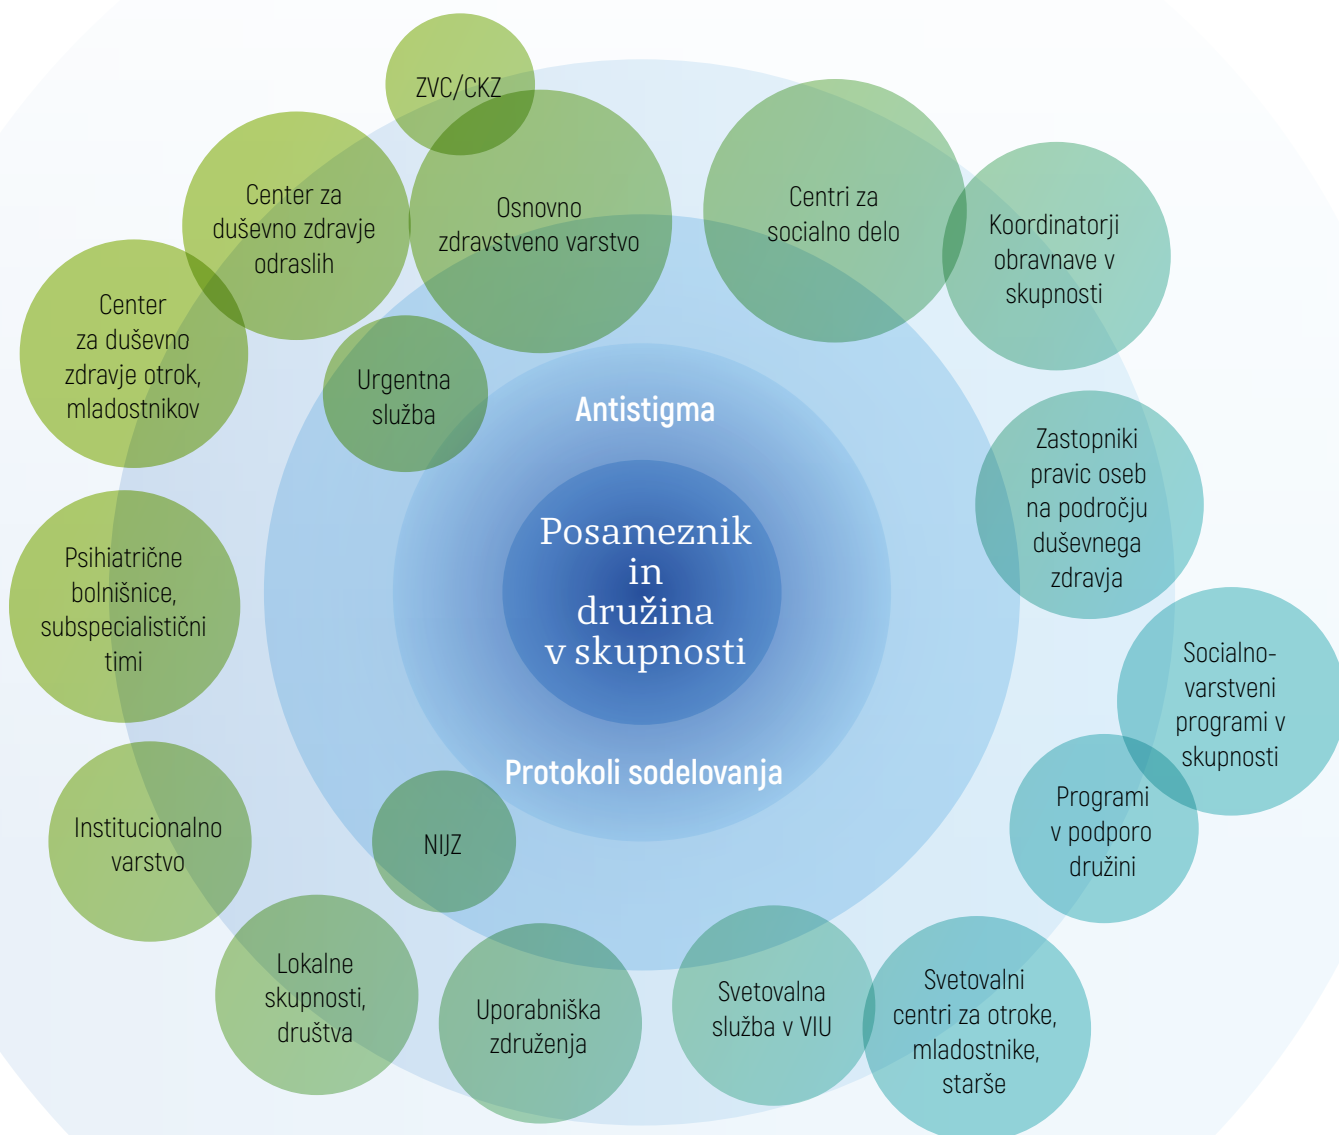 ZVC/CKZ
Center za
duševno zdravje
odraslih
Osnovno
zdravstveno varstvo
Centri za
socialno delo
Koordinatorji
obravnave v
skupnosti
Center
za duševno
zdravje otrok,
mladostnikov
Urgentna
služba
Antistigma
Zastopniki
pravic oseb
na področju
duševnega
zdravja
Posameznik
in
družina
v skupnosti
Psihiatrične
bolnišnice,
subspecialistični
timi
Socialno-
varstveni
programi v
skupnosti
Protokoli sodelovanja
Programi
v podporo
družini
Institucionalno
varstvo
NIJZ
Lokalne
skupnosti,
društva
Uporabniška
združenja
Svetovalna
služba v VIU
Svetovalni
centri za otroke,
mladostnike,
starše